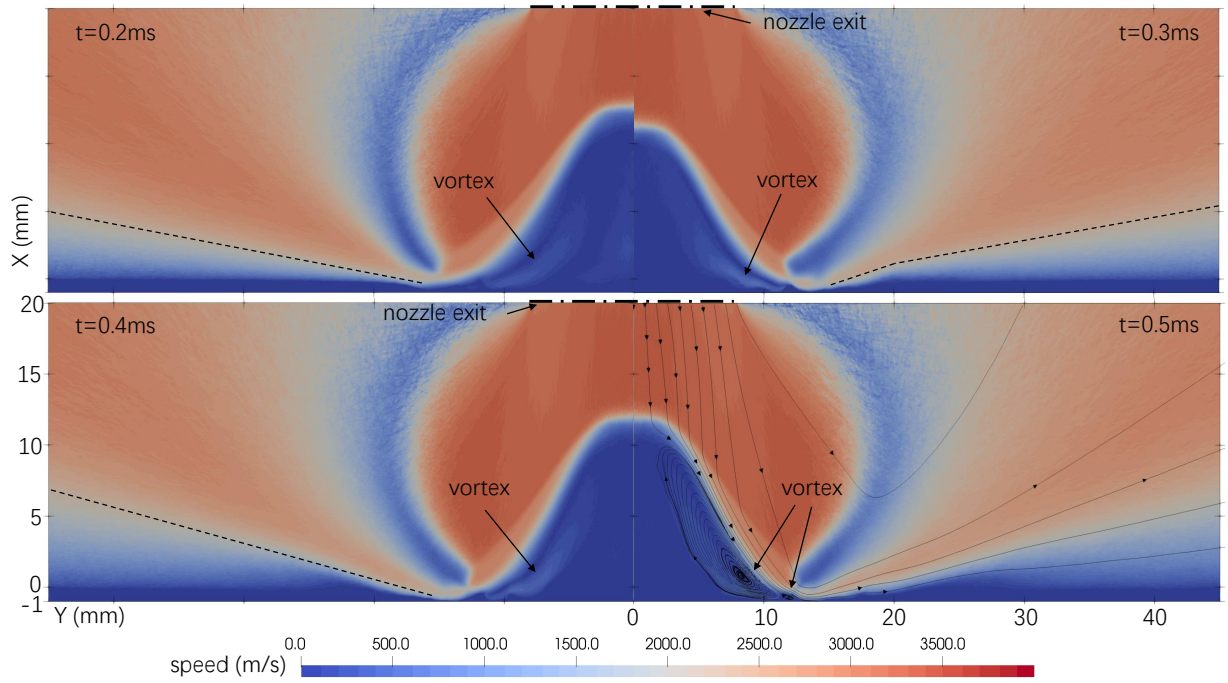 t=0.2ms
nozzle exit
t=0.3ms
vortex
vortex
X (mm)
20
nozzle exit
t=0.4ms
t=0.5ms
15
10
vortex
vortex
5
0
-1
Y (mm)
0
10
20
30
40
0.0
500.0
1000.0
1500.0
2000.0
2500.0
3000.0
35000.0
speed (m/s)